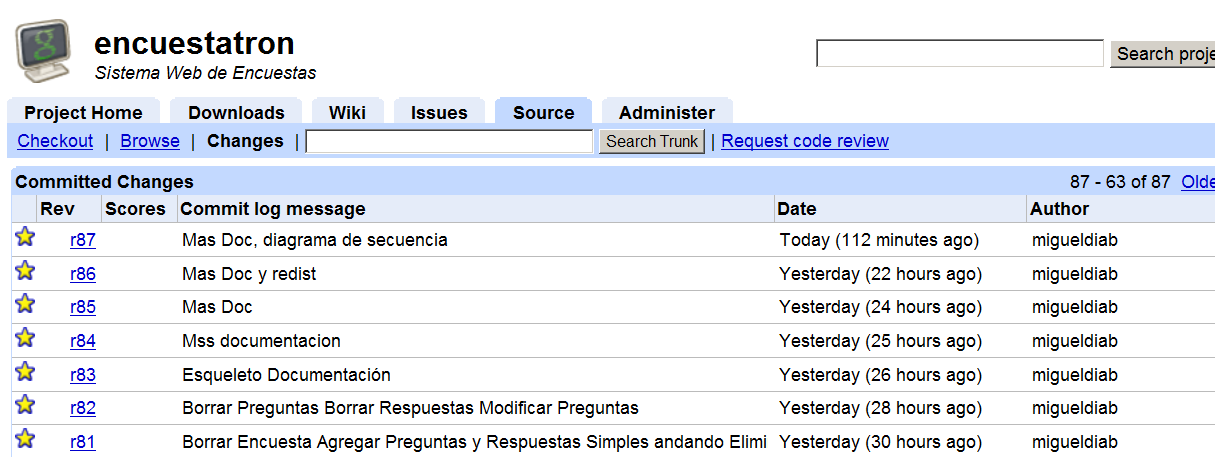 encuestatron
Sistema Web de Encuestas
Search proje
Project Home Downloads Wiki Issues Source Administer
Checkout | Browse | Changes | Search Trunk | Request code review
Committed Changes 87 - 63 of 87 Olde
Rev Scores Commit log message Date Author
r87 Mas Doc, diagrama de secuencia Today (112 minutes ago) migueldiab
r86 Mas Doc y redist Yesterday (22 hours ago) migueldiab
r85 Mas Doc Yesterday (24 hours ago) migueldiab
r84 Mss documentacion Yesterday (25 hours ago) migueldiab
r83 Esqueleto Documentación Yesterday (26 hours ago) migueldiab
r82 Borrar Preguntas Borrar Respuestas Modificar Preguntas Yesterday (28 hours ago) migueldiab
r81 Borrar Encuesta Agregar Preguntas y Respuestas Simples andando Elimi Yesterday (30 hours ago) migueldiab